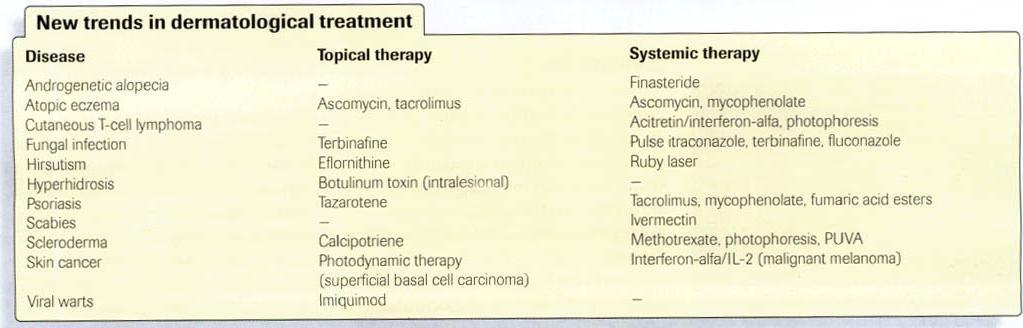 New trends in dermatological treatment
Disease Topical therapy Systemic therapy
Androgenetic alopecia – Finasteride
Atopic eczema Ascomycin, tacrolimus Ascomycin, mycophenolate
Cutaneous T-cell lymphoma – Acitretin/interferon-alfa, photophoresis
Fungal infection Terbinafine Pulse itraconazole, terbinafine, fluconazole
Hirsutism Eflornithine Ruby laser
Hyperhidrosis Botulinum toxin (intralesional) –
Psoriasis Tazarotene Tacrolimus, mycophenolate, fumaric acid esters
Scabies – Ivermectin
Scleroderma Calcipotriene Methotrexate, photophoresis, PUVA
Skin cancer Photodynamic therapy Interferon-alfa/IL-2 (malignant melanoma)
(superficial basal cell carcinoma)
Viral warts Imiquimod –